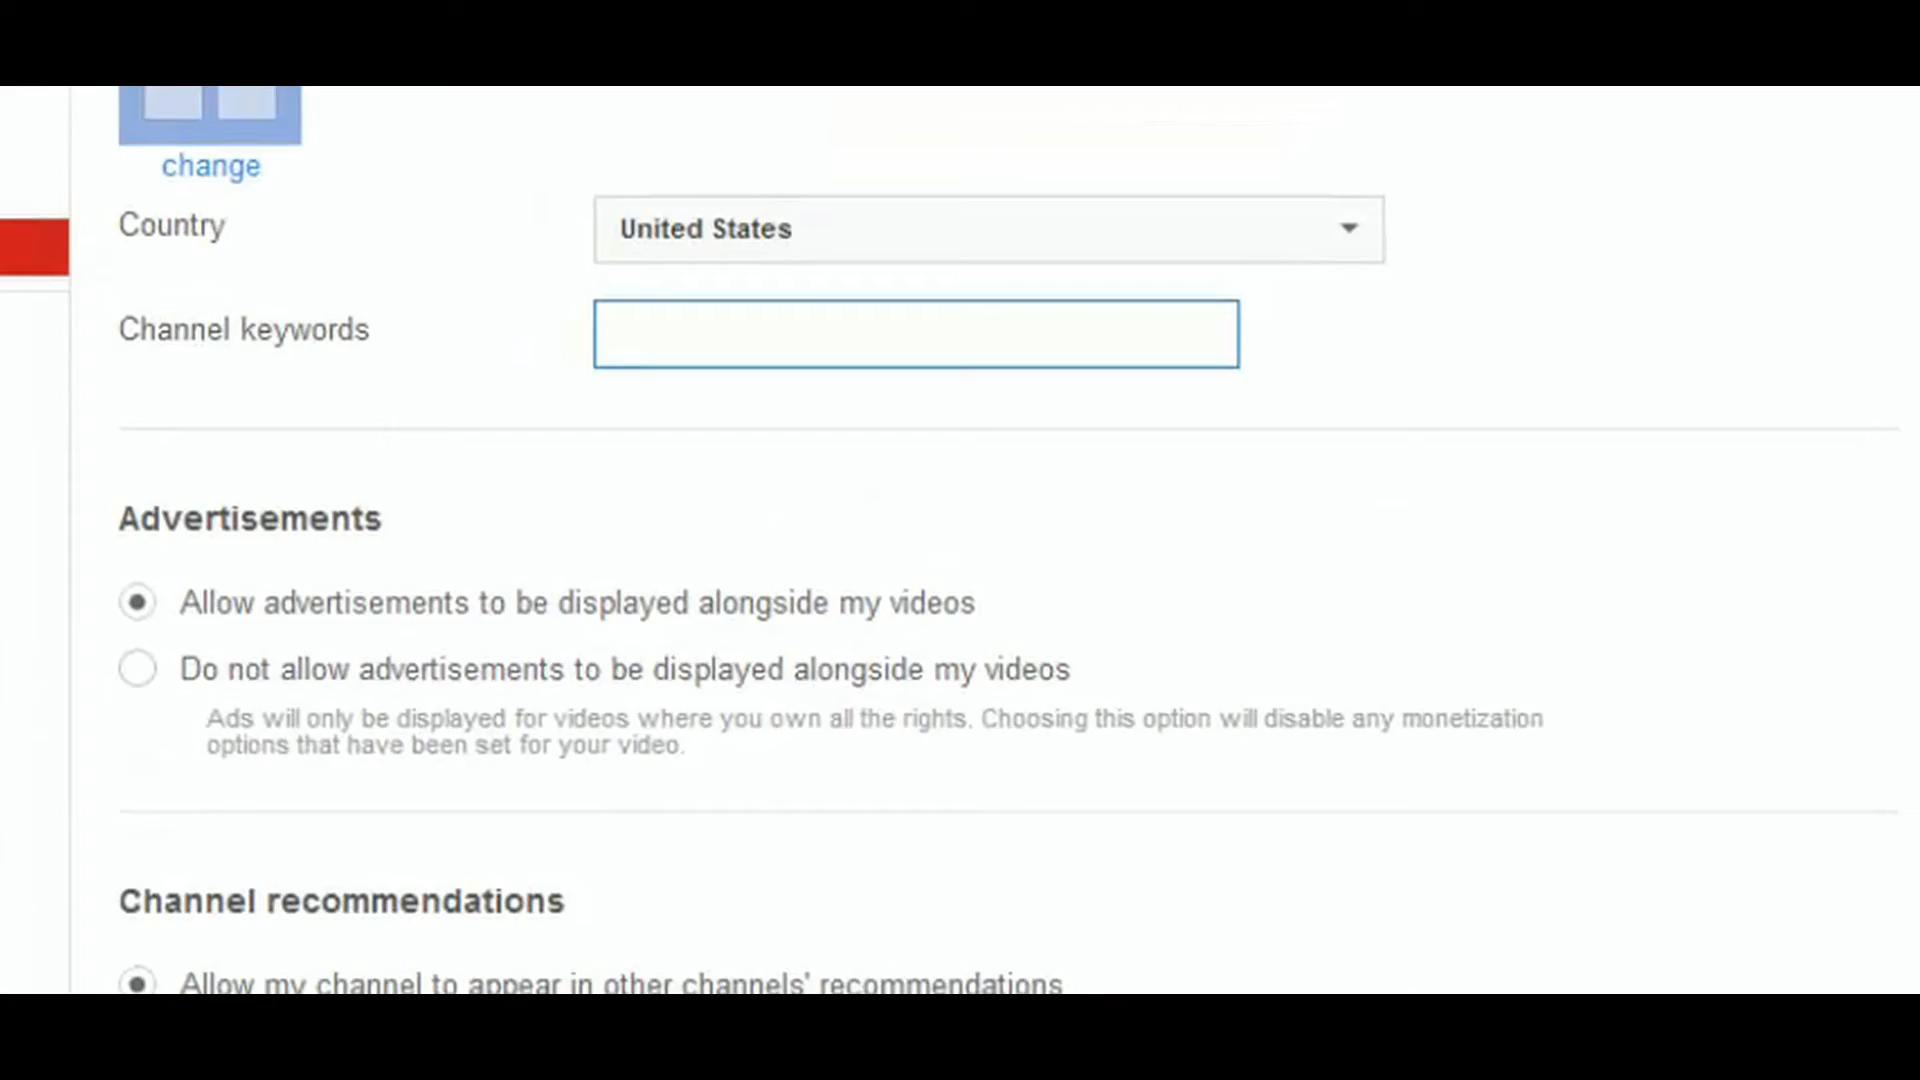 change
Country
United States
Channel keywords
Advertisements
Allow advertisements to be displayed alongside my videos
Do not allow advertisements to be displayed alongside my videos
Ads will only be displayed for videos where you own all the rights. Choosing this option will disable any monetization
options that have been set for your video.
Channel recommendations
Allow my channel to appear in other channels' recommendations